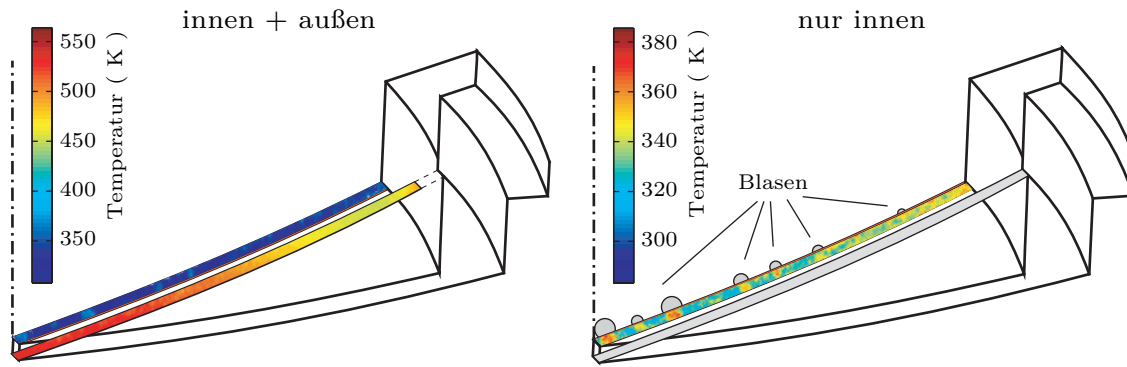 innen + außen
550
500
450
400
350
Temperatur ( K )
nur innen
380
360
340
320
300
Temperatur ( K )
Blasen